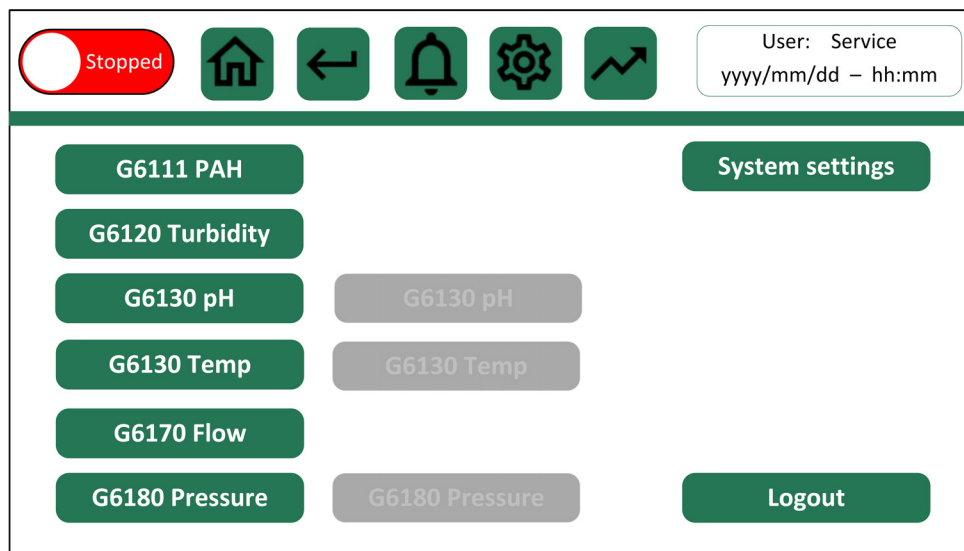 Stopped
User: Service
yyyy/mm/dd – hh:mm
G6111 PAH
System settings
G6120 Turbidity
G6130 pH
G6130 pH
G6130 Temp
G6130 Temp
G6170 Flow
G6180 Pressure
G6180 Pressure
Logout